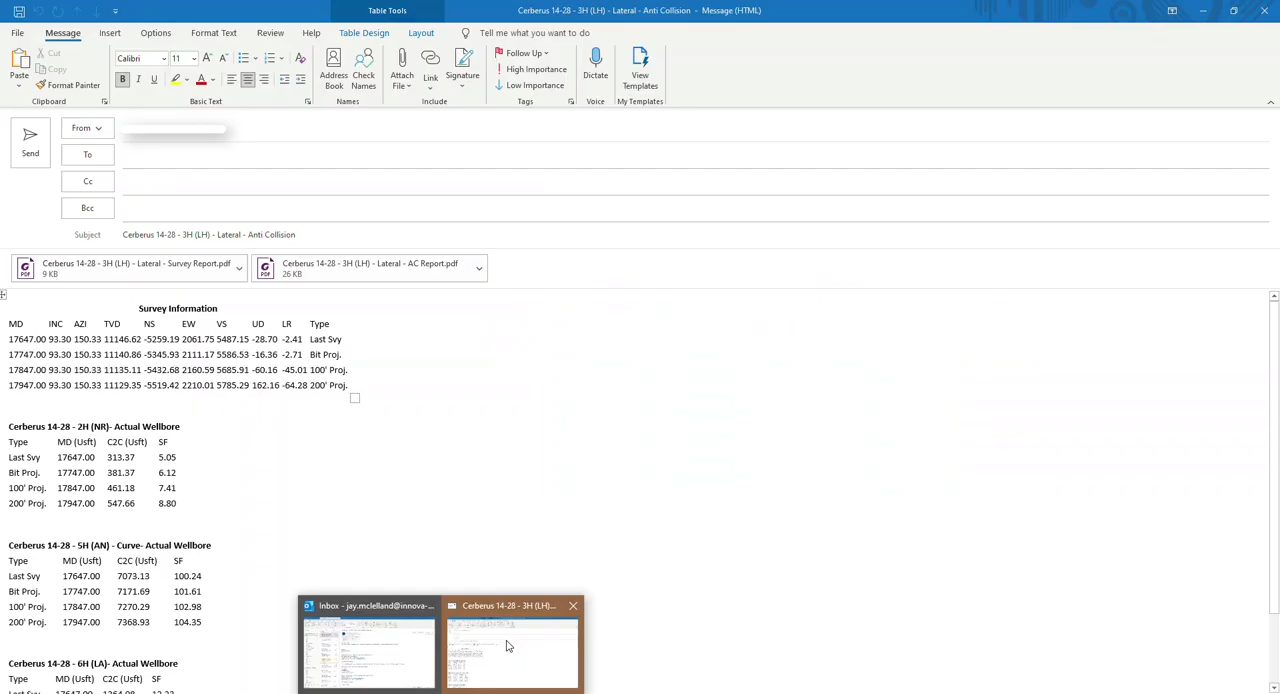 Table Tools
Cerberus 14-28 - 3H (LH) - Lateral - Anti Collision - Message (HTML)
File Message Insert Options Format Text Review Help Table Design Layout Tell me what you want to do
Paste
Cut
Copy
Format Painter
Calibri 11
B I U
Address Book
Check Names
Attach File
Link
Signature
Follow Up
High Importance
Low Importance
Dictate
View Templates
Clipboard Basic Text Names Include Tags Voice My Templates
Send
From
To
Cc
Bcc
Subject Cerberus 14-28 - 3H (LH) - Lateral - Anti Collision
Cerberus 14-28 - 3H (LH) - Lateral - Survey Report.pdf
9 KB
Cerberus 14-28 - 3H (LH) - Lateral - AC Report.pdf
26 KB
Survey Information
MD INC AZI TVD NS EW VS UD LR Type
17647.00 93.30 150.33 11146.62 -5259.19 2061.75 5487.15 -28.70 -2.41 Last Svy
17747.00 93.30 150.33 11140.86 -5345.93 2111.17 5586.53 -16.36 -2.71 Bit Proj.
17847.00 93.30 150.33 11135.11 -5432.68 2160.59 5685.91 -60.16 -45.01 100' Proj.
17947.00 93.30 150.33 11129.35 -5519.42 2210.01 5785.29 162.16 -64.28 200' Proj.
Cerberus 14-28 - 2H (NR)- Actual Wellbore
Type MD (Usft) C2C (Usft) SF
Last Svy 17647.00 313.37 5.05
Bit Proj. 17747.00 381.37 6.12
100' Proj. 17847.00 461.18 7.41
200' Proj. 17947.00 547.66 8.80
Cerberus 14-28 - 5H (AN) - Curve- Actual Wellbore
Type MD (Usft) C2C (Usft) SF
Last Svy 17647.00 7073.13 100.24
Bit Proj. 17747.00 7171.69 101.61
100' Proj. 17847.00 7270.29 102.98
200' Proj. 17947.00 7368.93 104.35
Cerberus 14-28 - 6H (LA)- Actual Wellbore
Type MD (Usft) C2C (Usft) SF
Last Svy 17647.00
Inbox - jay.mclelland@innova-...
Cerberus 14-28 - 3H (LH)...